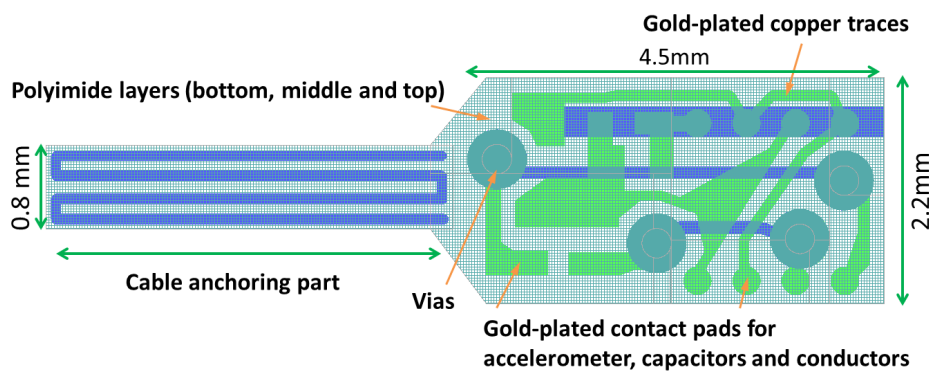 Gold-plated copper traces
4.5mm
Polyimide layers (bottom, middle and top)
0.8 mm
2.2mm
Cable anchoring part
Vias
Gold-plated contact pads for
accelerometer, capacitors and conductors